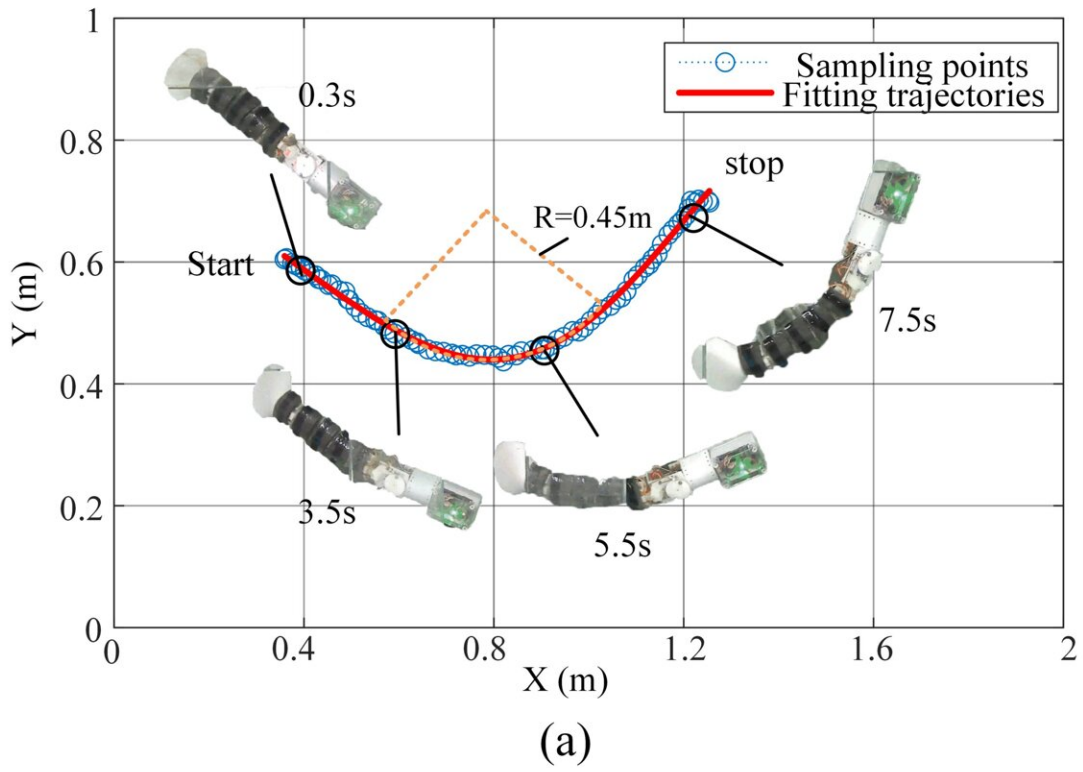 1
0.8
0.6
0.4
0.2
0
Y (m)
Sampling points
Fitting trajectories
0.3s
stop
R=0.45m
Start
7.5s
3.5s
5.5s
0 0.4 0.8 1.2 1.6 2
X (m)
(a)